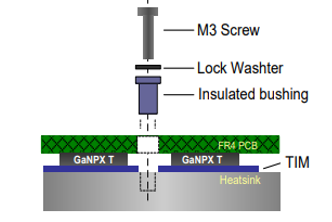 M3 Screw
Lock Washter
Insulated bushing
FR4 PCB
GaNPX T
GaNPX T
TIM
Heatsink